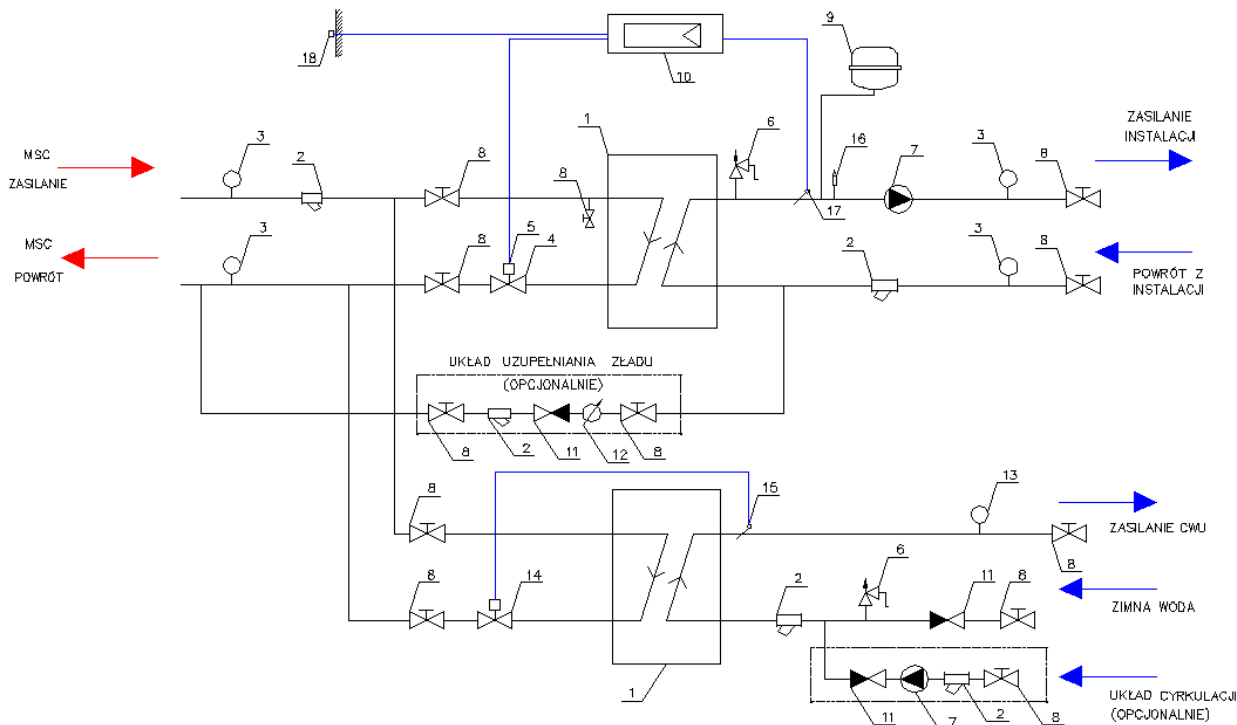 9
18
10
ZASILANIE
INSTALACJI
1
6
MSC
ZASILANIE
3
2
8
8
16
7
3
8
17
MSC
POWRÓT
3
8
5
4
2
3
8
POWRÓT Z
INSTALACJI
UKŁAD UZUPEŁNIANIA ZŁADU
(OPCJONALNIE)
8
2
11
12
8
8
15
13
ZASILANIE CWU
8
8
14
2
6
11
8
ZIMNA WODA
1
11
7
2
8
UKŁAD CYRKULACJI
(OPCJONALNIE)